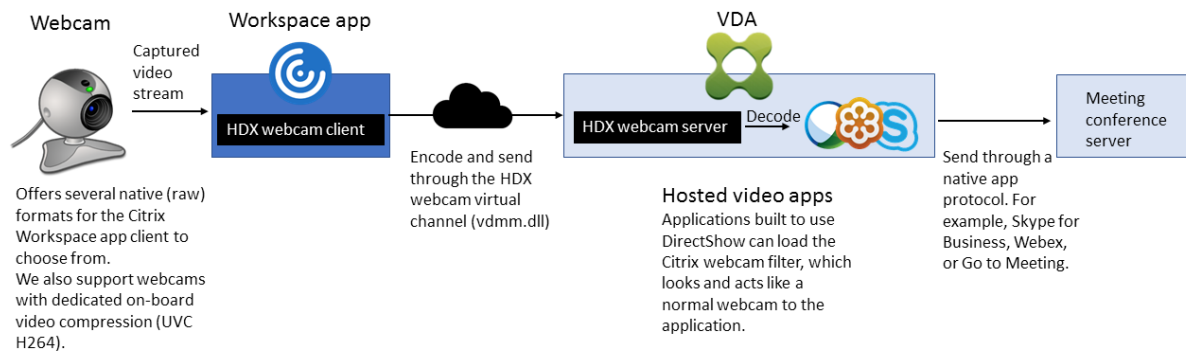 Webcam
Captured
video
stream
Offers several native (raw)
formats for the Citrix
Workspace app client to
choose from.
We also support webcams
with dedicated on-board
video compression (UVC
H264).
Workspace app
HDX webcam client
Encode and send
through the HDX
webcam virtual
channel (vdmm.dll)
VDA
HDX webcam server
Decode
S
Hosted video apps
Applications built to use
DirectShow can load the
Citrix webcam filter, which
looks and acts like a
normal webcam to the
application.
Send through a
native app
protocol. For
example, Skype for
Business, Webex,
or Go to Meeting.
Meeting
conference
server